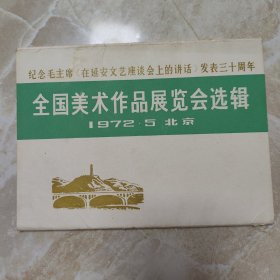 纪念毛主席《在延安文艺座谈会上的讲话》发表三十周年
全国美术作品展览会选辑
1972·5 北京